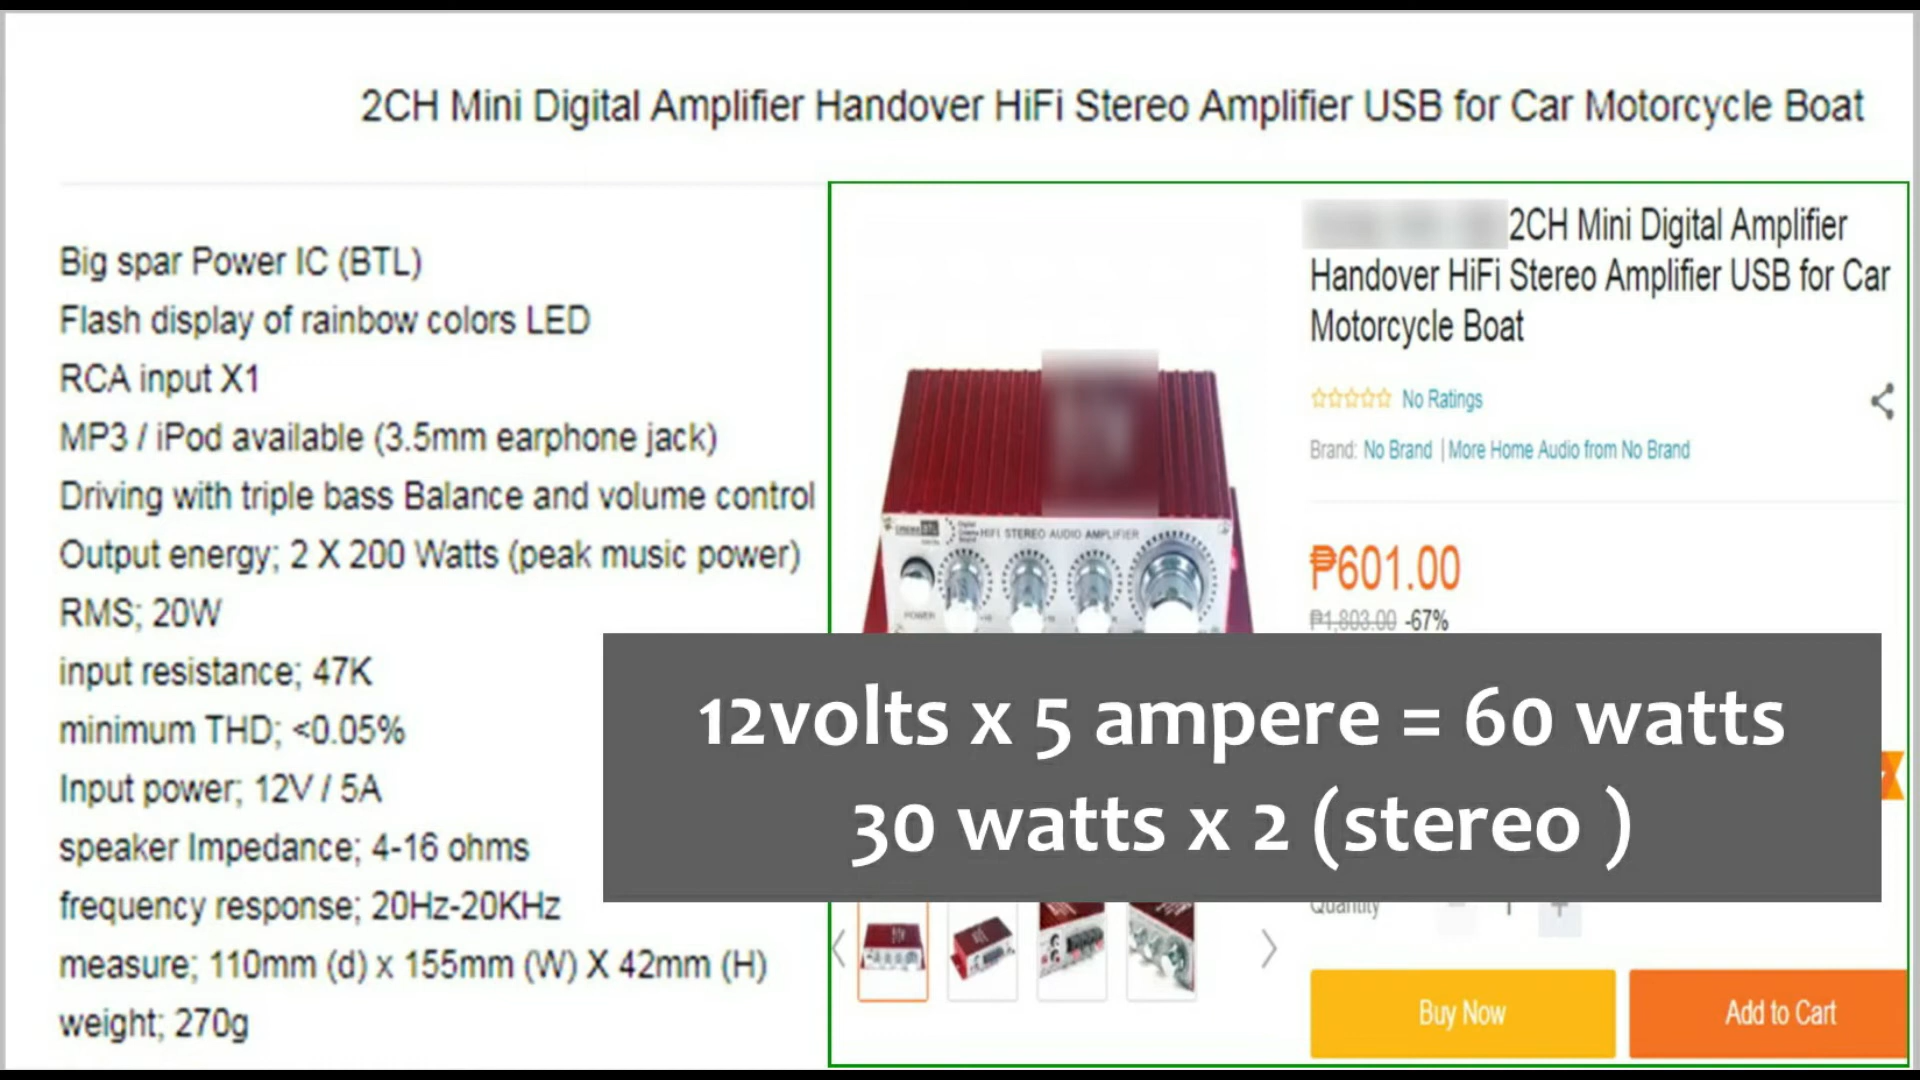 2CH Mini Digital Amplifier Handover HiFi Stereo Amplifier USB for Car Motorcycle Boat
Big spar Power IC (BTL)
Flash display of rainbow colors LED
RCA input X1
MP3 / iPod available (3.5mm earphone jack)
Driving with triple bass Balance and volume control
Output energy; 2 X 200 Watts (peak music power)
RMS; 20W
input resistance; 47K
minimum THD; <0.05%
Input power; 12V / 5A
speaker Impedance; 4-16 ohms
frequency response; 20Hz-20KHz
measure; 110mm (d) x 155mm (W) X 42mm (H)
weight; 270g
2CH Mini Digital Amplifier
Handover HiFi Stereo Amplifier USB for Car
Motorcycle Boat
No Ratings
Brand: No Brand | More Home Audio from No Brand
BTL
HIFI STEREO AUDIO AMPLIFIER
POWER
₱601.00
₱1,803.00 -67%
12volts x 5 ampere = 60 watts
30 watts x 2 (stereo )
Quantity
Buy Now
Add to Cart